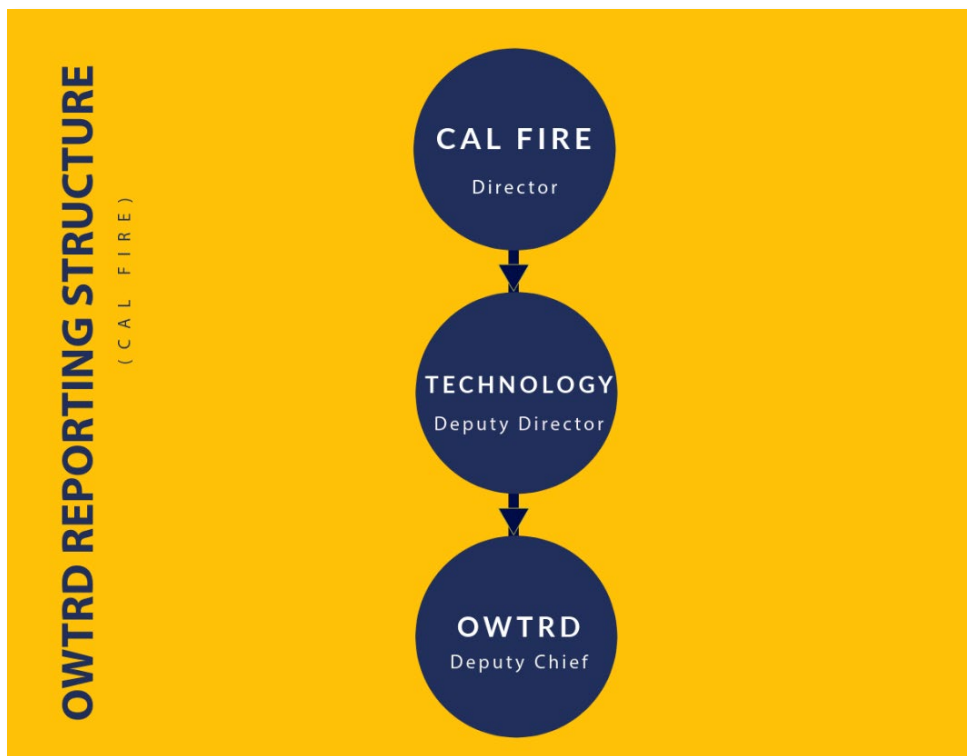 OWTRD REPORTING STRUCTURE
(CAL FIRE)
CAL FIRE
Director
TECHNOLOGY
Deputy Director
OWTRD
Deputy Chief